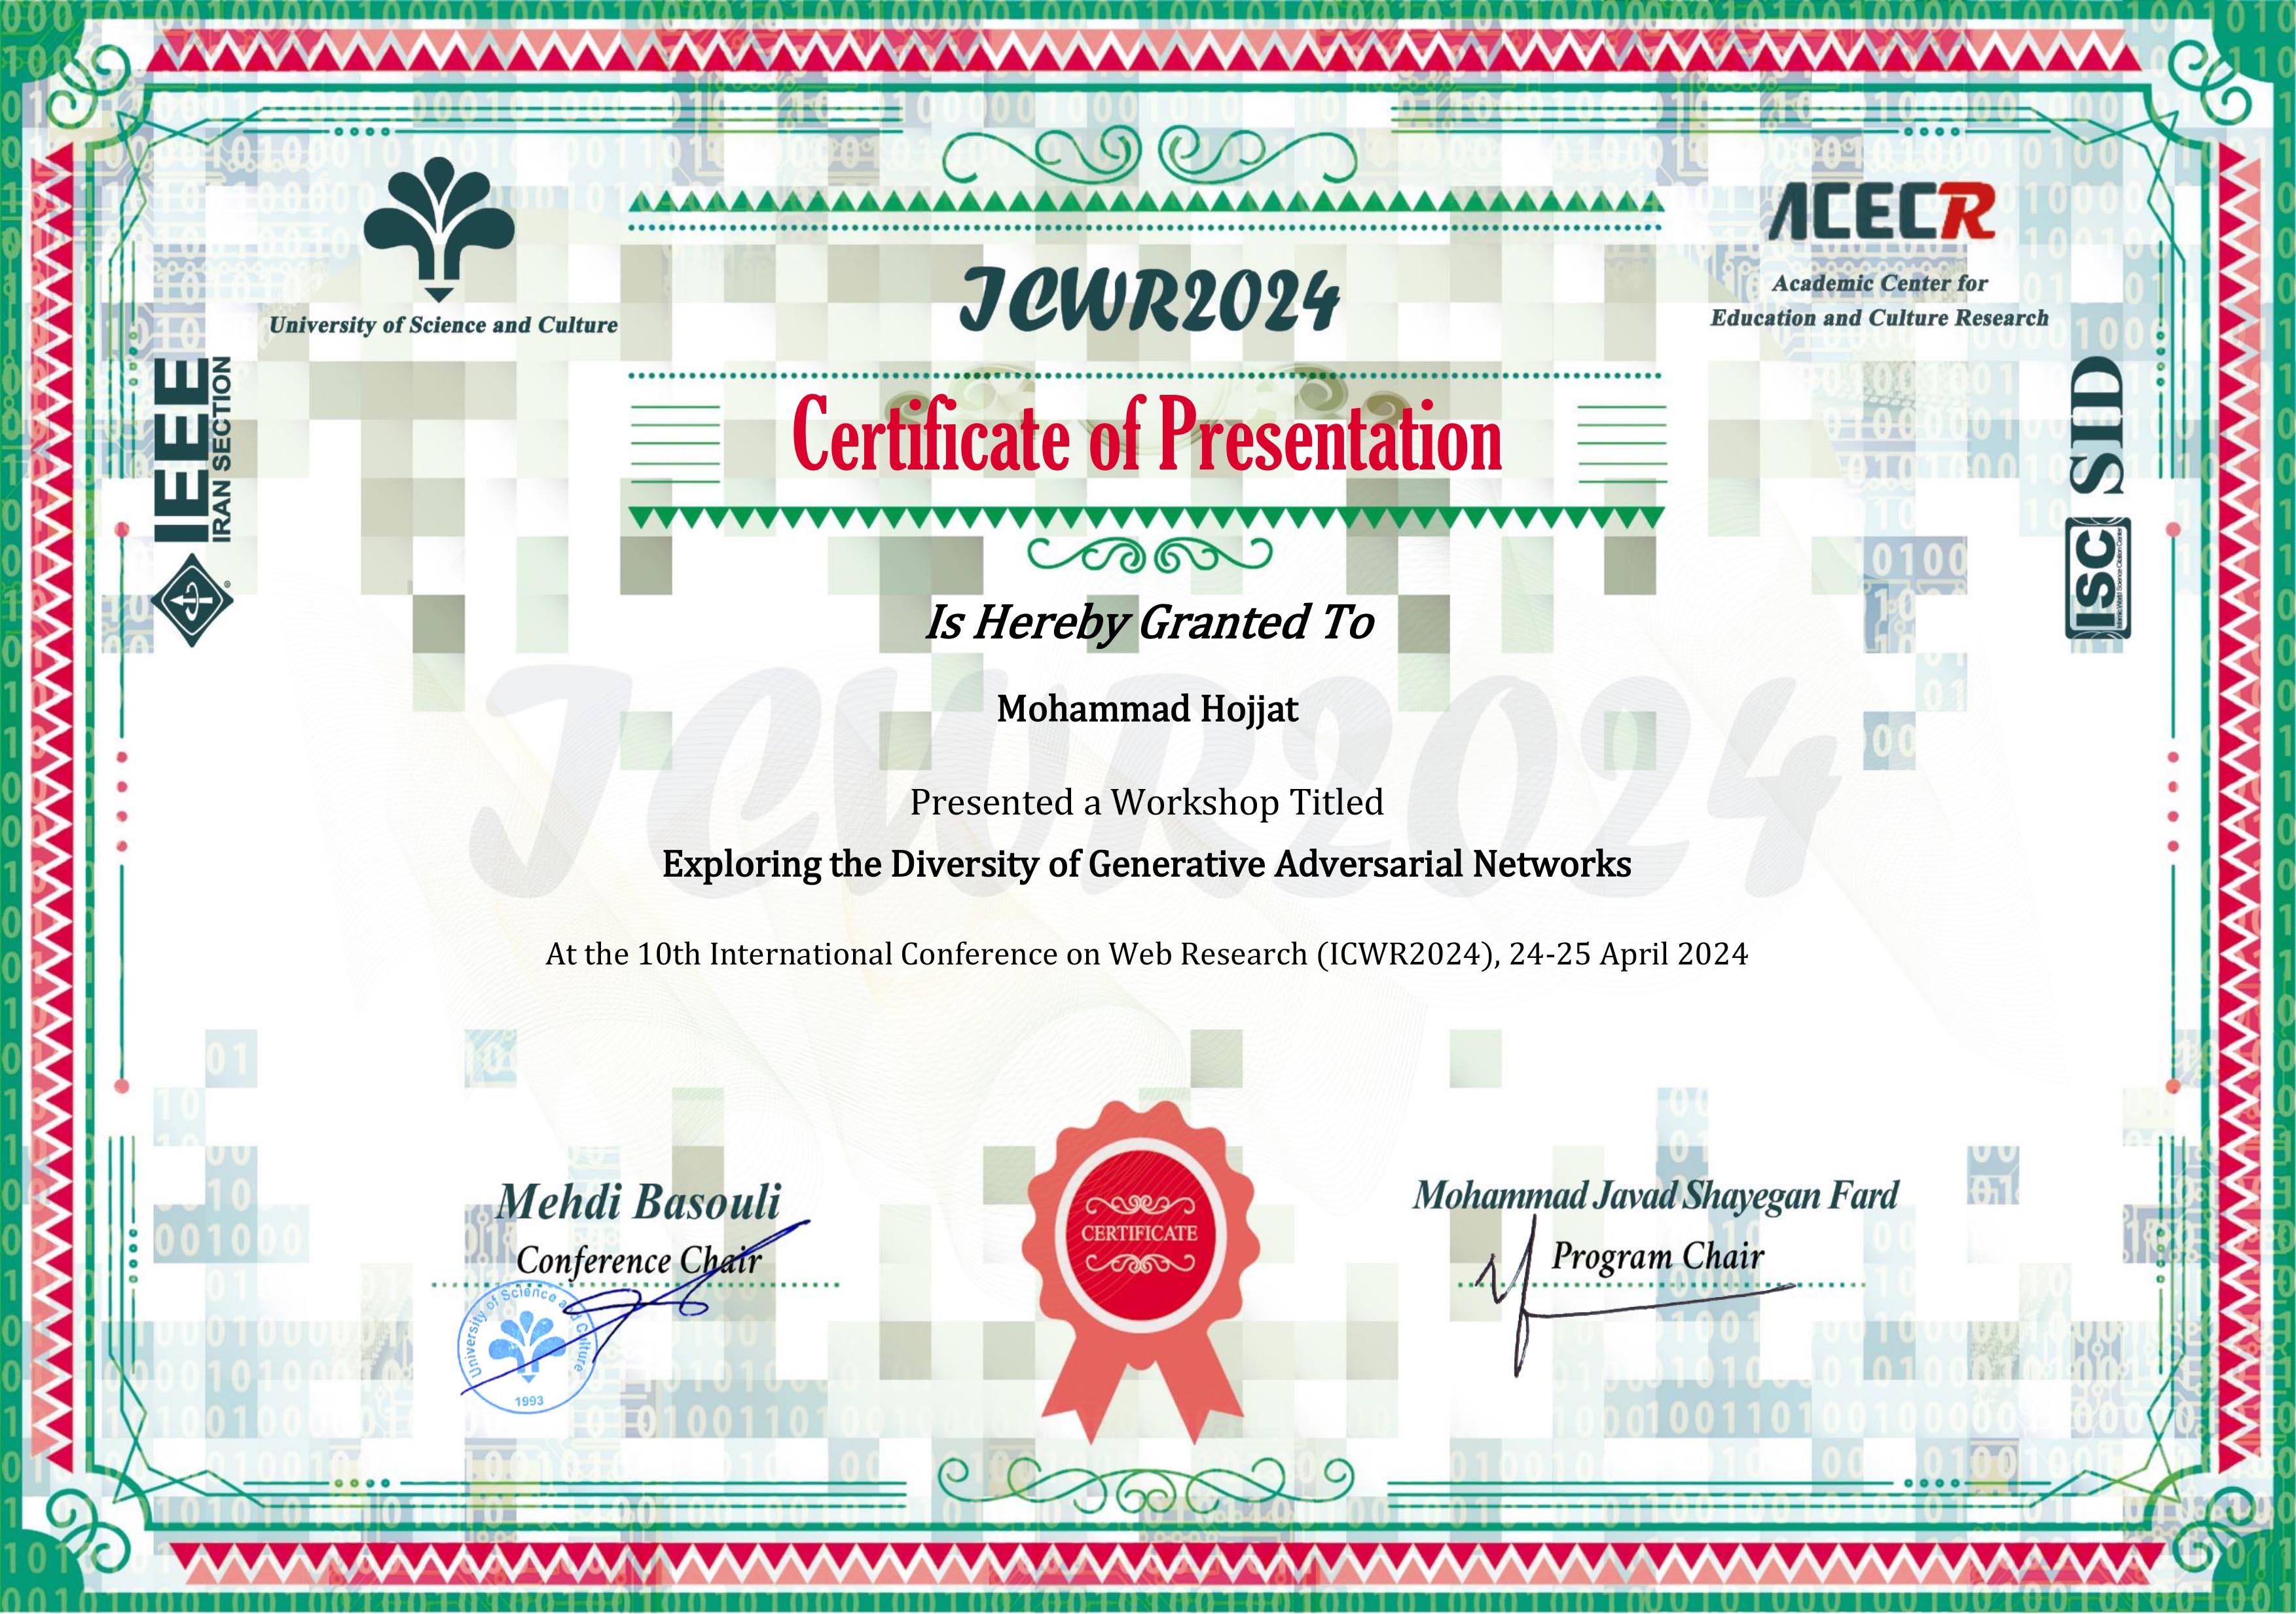 University of Science and Culture
ACECR
Academic Center for
Education and Culture Research
ICWR2024
IEEE
IRAN SECTION
SID
ISC
Certificate of Presentation
Is Hereby Granted To
Mohammad Hojjat
Presented a Workshop Titled
Exploring the Diversity of Generative Adversarial Networks
At the 10th International Conference on Web Research (ICWR2024), 24-25 April 2024
ICWR2024
Mehdi Basouli
Conference Chair
University of Science and Culture
1993
CERTIFICATE
Mohammad Javad Shayegan Fard
Program Chair